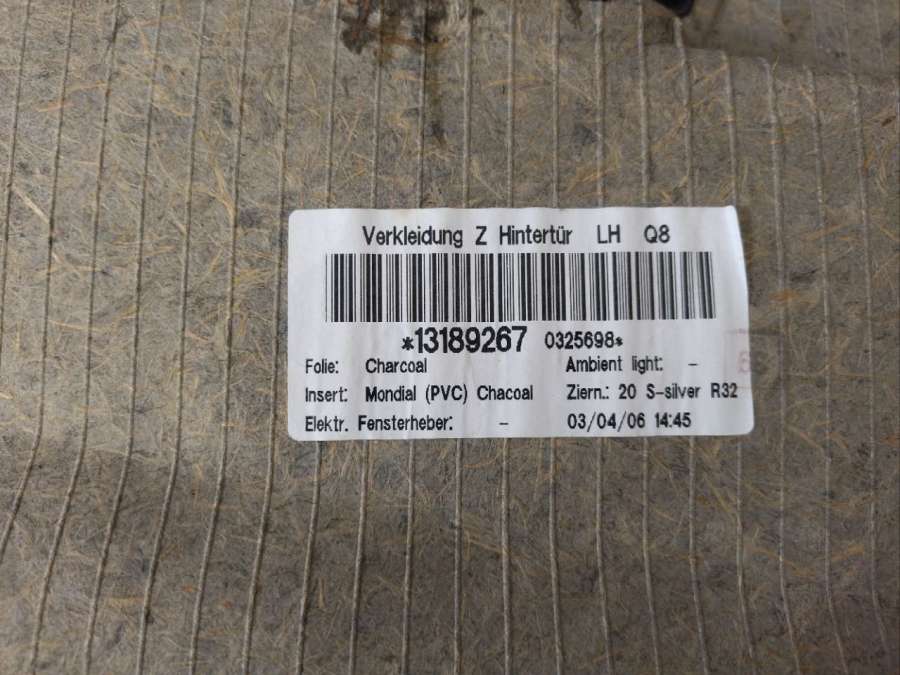 Verkleidung Z Hintertür LH Q8
*13189267 0325698*
Folie: Charcoal Ambient light: -
Insert: Mondial (PVC) Chacoal Ziern.: 20 S-silver R32
Elektr. Fensterheber: - 03/04/06 14:45